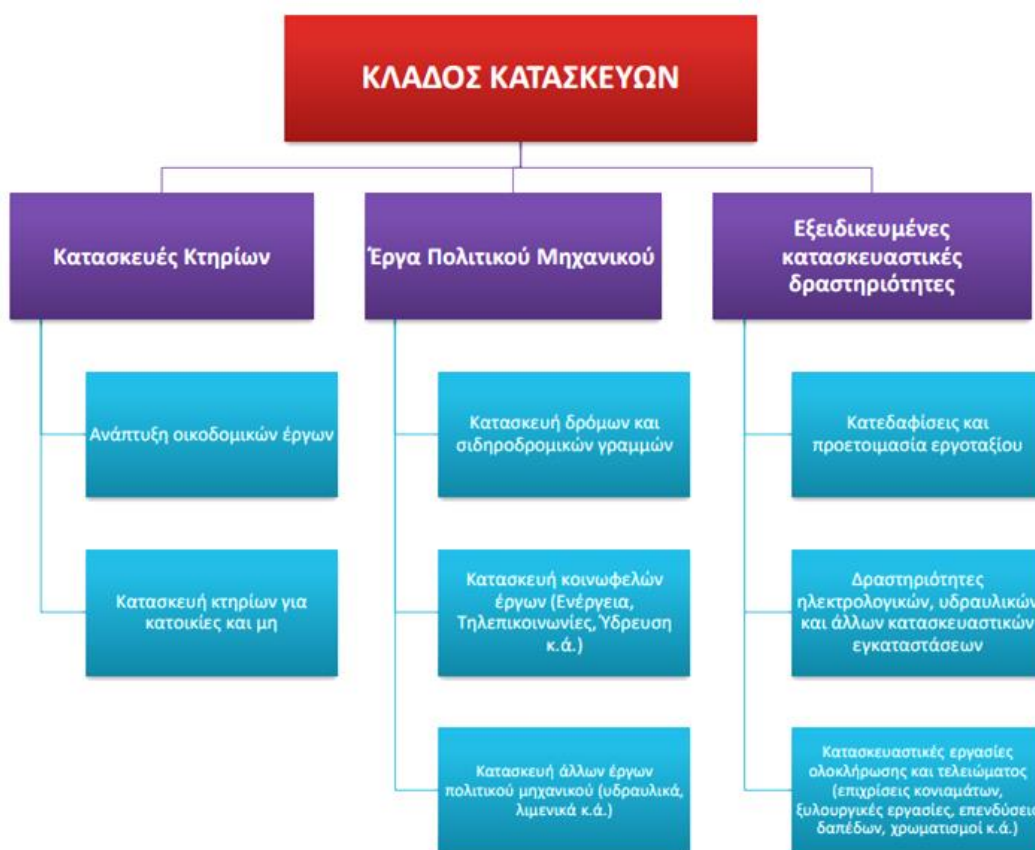 ΚΛΑΔΟΣ ΚΑΤΑΣΚΕΥΩΝ
Κατασκευές Κτηρίων
Έργα Πολιτικού Μηχανικού
Εξειδικευμένες
κατασκευαστικές
δραστηριότητες
Ανάπτυξη οικοδομικών έργων
Κατασκευή κτηρίων για
κατοικίες και μη
Κατασκευή δρόμων και
σιδηροδρομικών γραμμών
Κατασκευή κοινωφελών
έργων (Ενέργεια,
Τηλεπικοινωνίες, Ύδρευση
κ.ά.)
Κατασκευή άλλων έργων
πολιτικού μηχανικού (υδραυλικά,
λιμενικά κ.ά.)
Κατεδαφίσεις και
προετοιμασία εργοταξίου
Δραστηριότητες
ηλεκτρολογικών, υδραυλικών
και άλλων κατασκευαστικών
εγκαταστάσεων
Κατασκευαστικές εργασίες
ολοκλήρωσης και τελειώματος
(επιχρίσεις κονιαμάτων,
ξυλουργικές εργασίες, επενδύσεις
δαπέδων, χρωματισμοί κ.ά.)